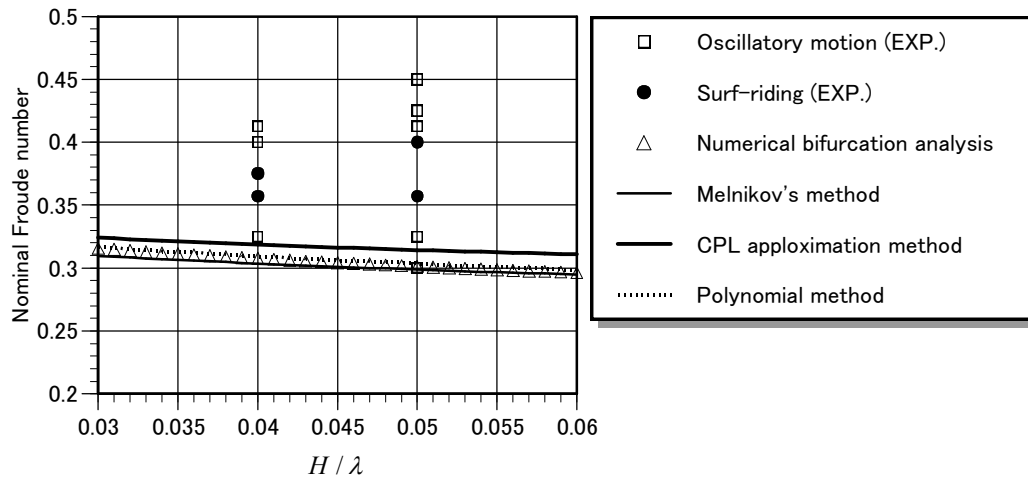 0.5
0.45
0.4
0.35
0.3
0.25
0.2
Nominal Froude number
0.03
0.035
0.04
0.045
0.05
0.055
0.06
H / λ
Oscillatory motion (EXP.)
Surf-riding (EXP.)
Numerical bifurcation analysis
Melnikov's method
CPL apploximation method
Polynomial method